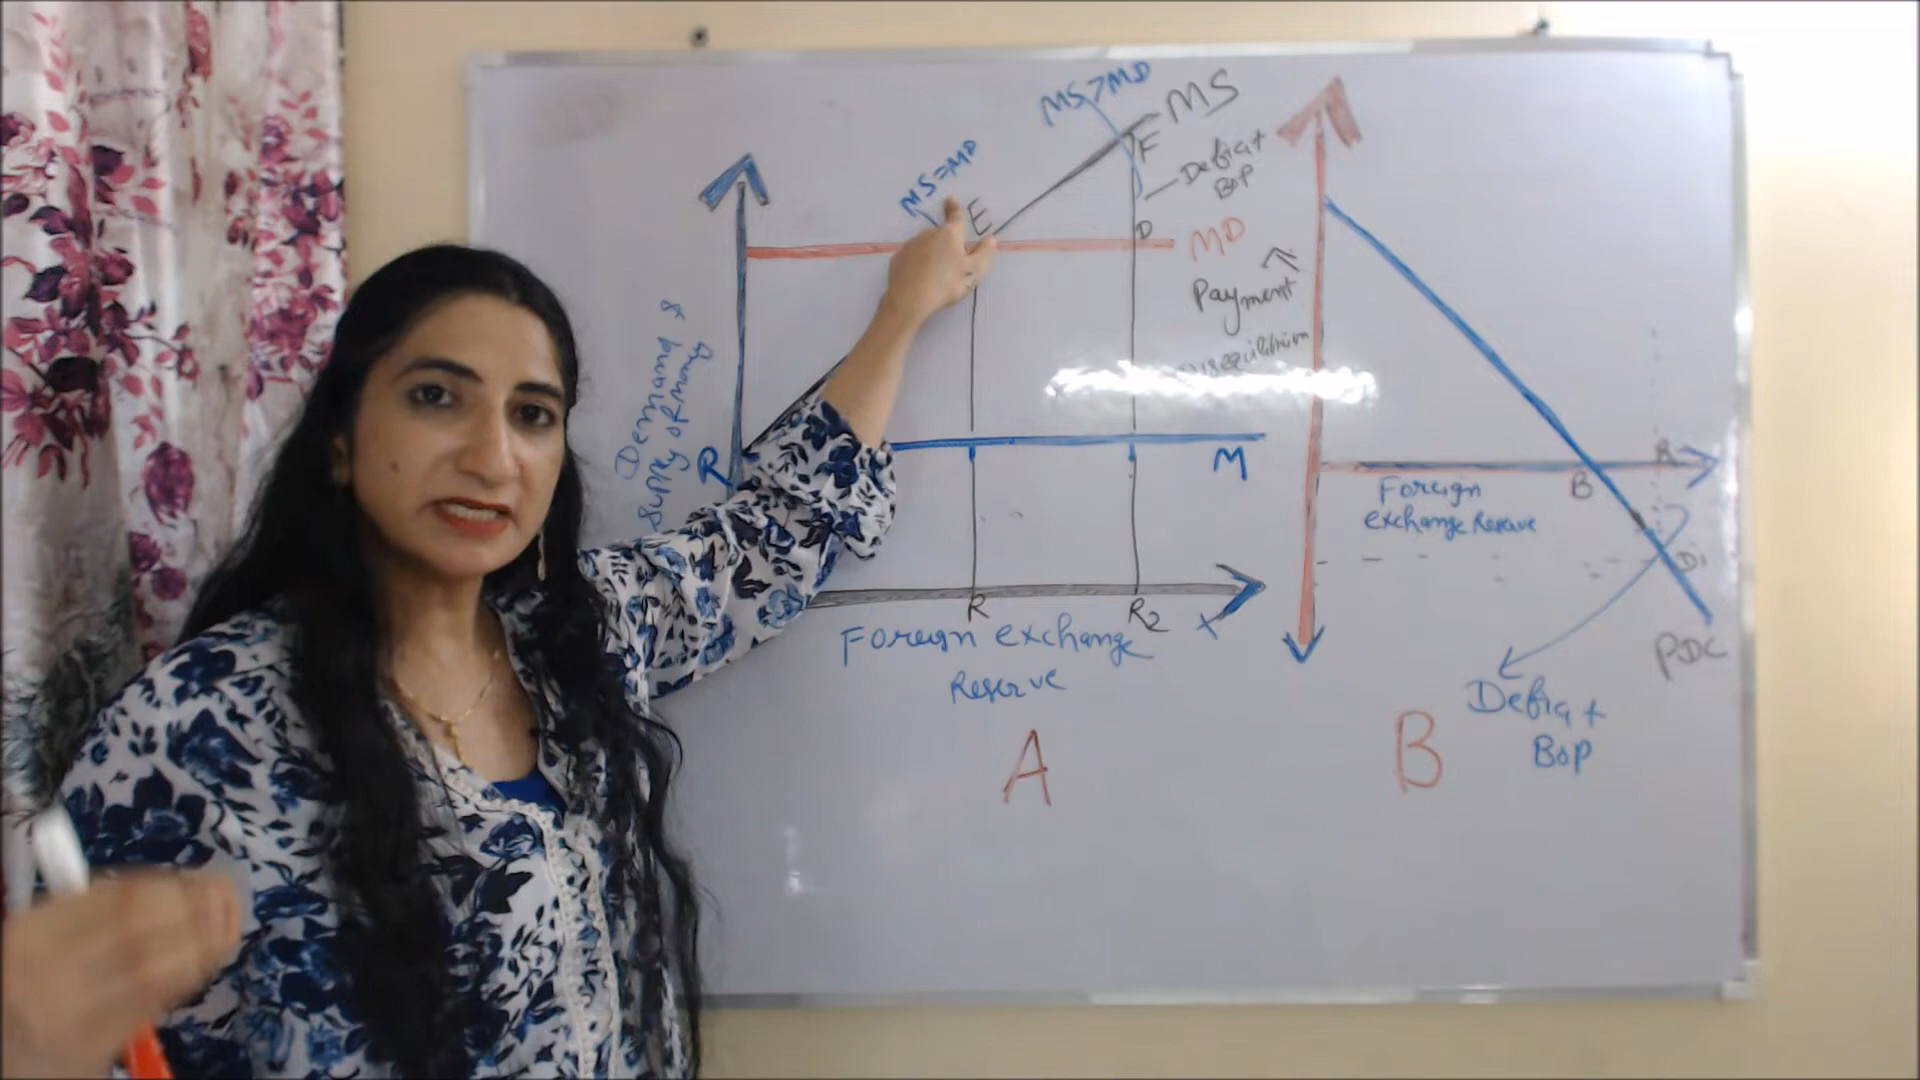 MS>MD
MS
F
Deficit
BOP
MS=MD
E
D
MD
Payment
Disequilibrium
Demand &
Supply of money
R
M
R
R2
X
Foreign exchange
Reserve
A
Foreign
exchange Reserve
B
R
D1
PDC
Deficit
BOP
B